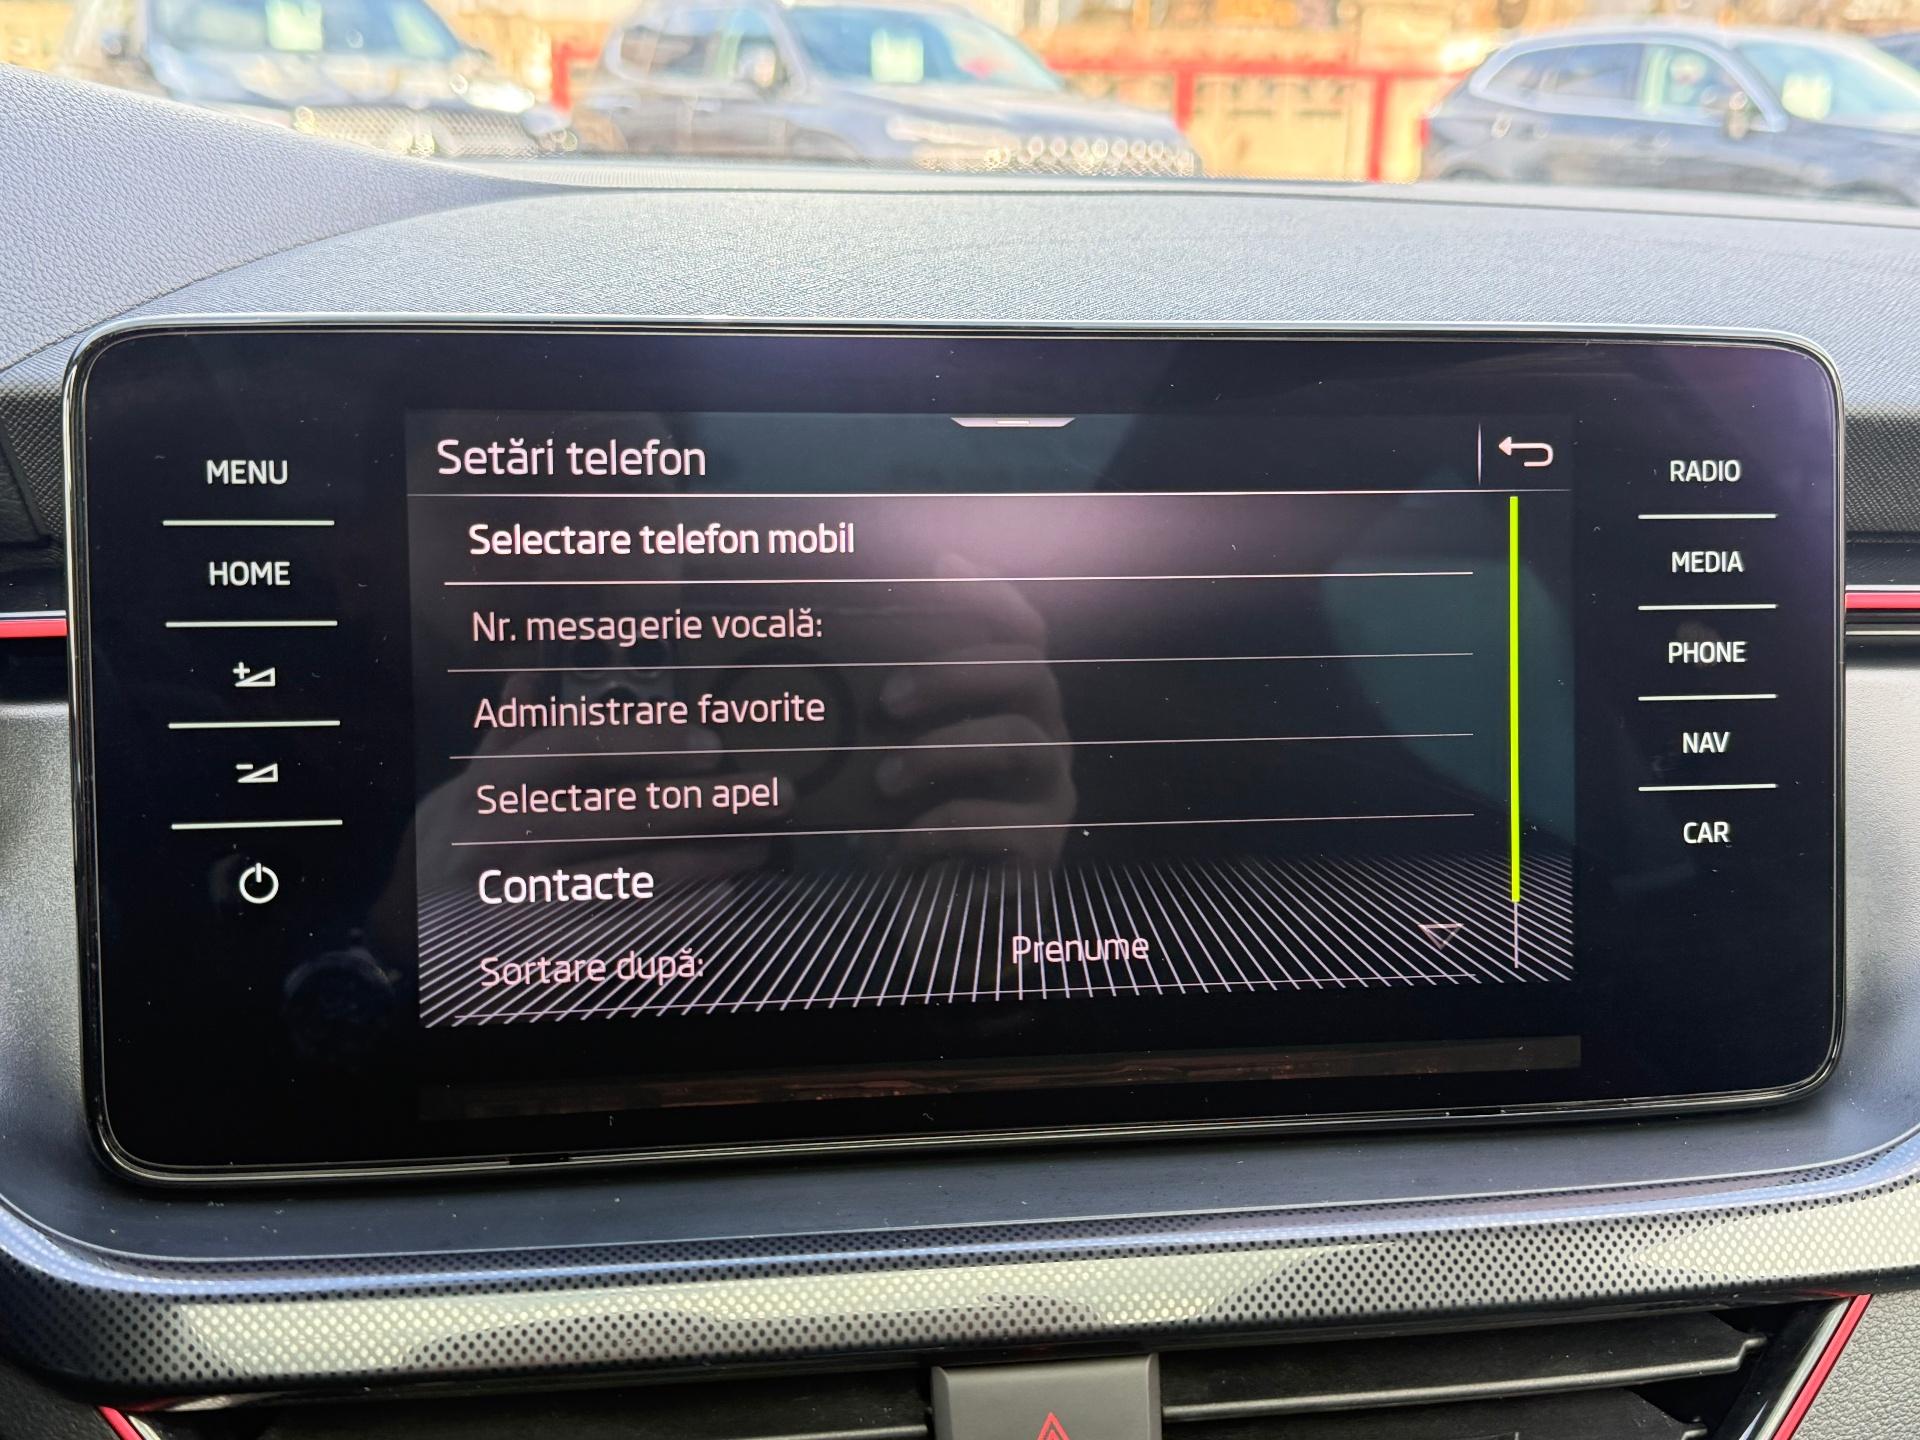 MENU
HOME
Setări telefon
Selectare telefon mobil
Nr. mesagerie vocală:
Administrare favorite
Selectare ton apel
Contacte
Sortare după: Prenume
RADIO
MEDIA
PHONE
NAV
CAR